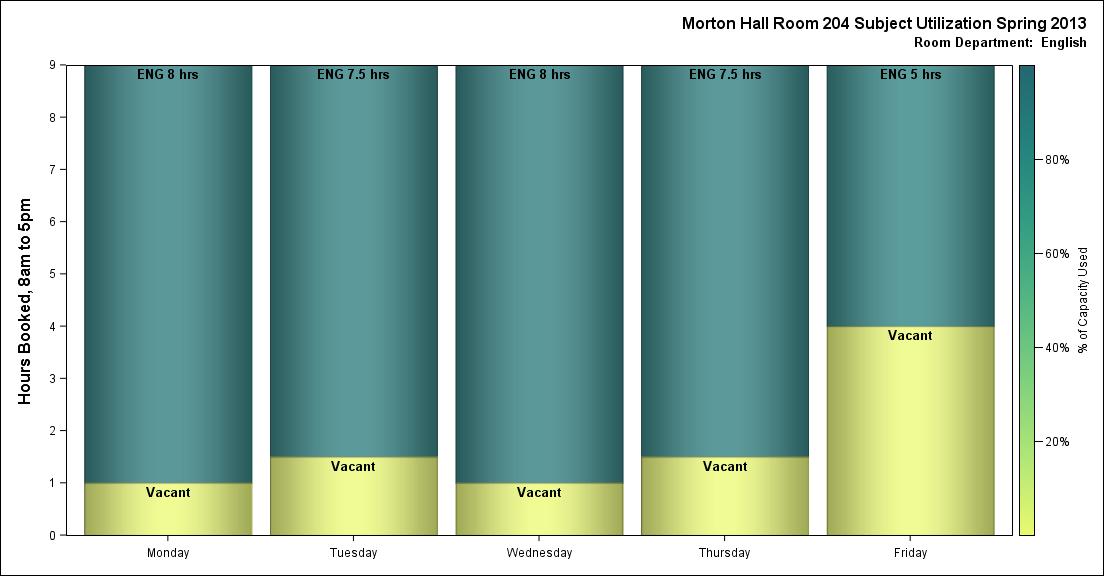 Morton Hall Room 204 Subject Utilization Spring 2013
Room Department:  English
Hours Booked, 8am to 5pm
9
8
7
6
5
4
3
2
1
0
ENG 8 hrs
ENG 7.5 hrs
ENG 8 hrs
ENG 7.5 hrs
ENG 5 hrs
Vacant
Vacant
Vacant
Vacant
Vacant
Monday
Tuesday
Wednesday
Thursday
Friday
80%
60%
40%
20%
% of Capacity Used